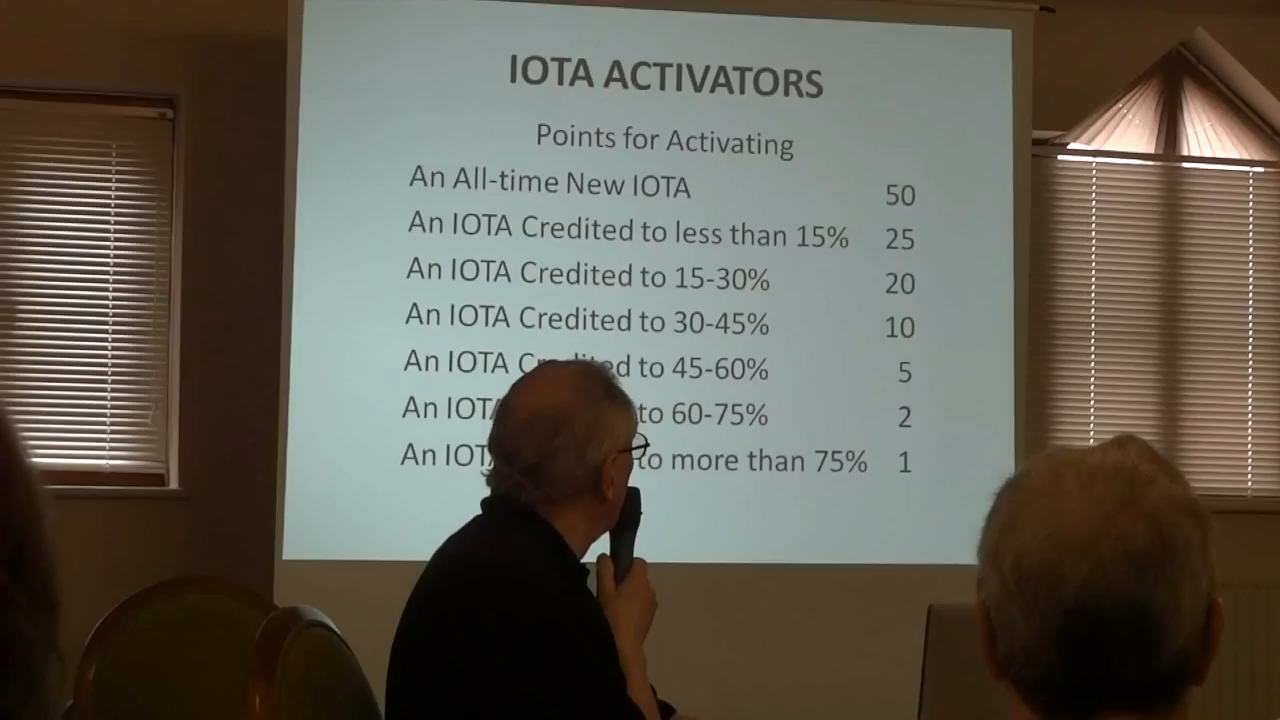 IOTA ACTIVATORS
Points for Activating
An All-time New IOTA 50
An IOTA Credited to less than 15% 25
An IOTA Credited to 15-30% 20
An IOTA Credited to 30-45% 10
An IOTA Credited to 45-60% 5
An to 60-75% 2
An to more than 75% 1